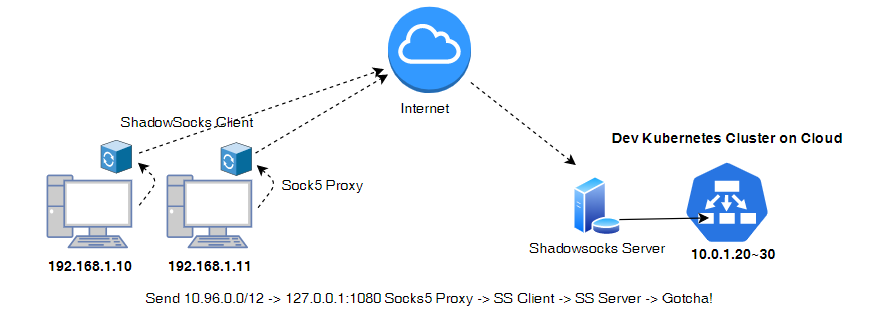 Internet
ShadowSocks Client
Dev Kubernetes Cluster on Cloud
Sock5 Proxy
Shadowsocks Server
10.0.1.20~30
192.168.1.10
192.168.1.11
Send 10.96.0.0/12 -> 127.0.0.1:1080 Socks5 Proxy -> SS Client -> SS Server -> Gotcha!